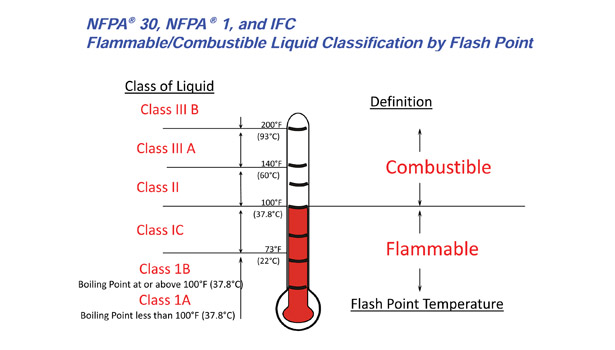 NFPA® 30, NFPA® 1, and IFC
Flammable/Combustible Liquid Classification by Flash Point
Class of Liquid
Definition
Class III B
200°F
(93°C)
Class III A
140°F
(60°C)
Combustible
Class II
100°F
(37.8°C)
Class IC
Flammable
73°F
(22°C)
Class 1B
Boiling Point at or above 100°F (37.8°C)
Class 1A
Boiling Point less than 100°F (37.8°C)
Flash Point Temperature